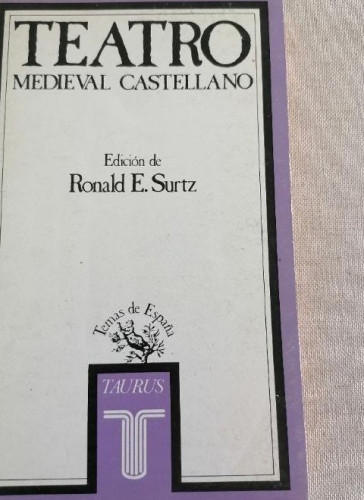 TEATRO
MEDIEVAL CASTELLANO
Edición de
Ronald E. Surtz
Temas de España
TAURUS